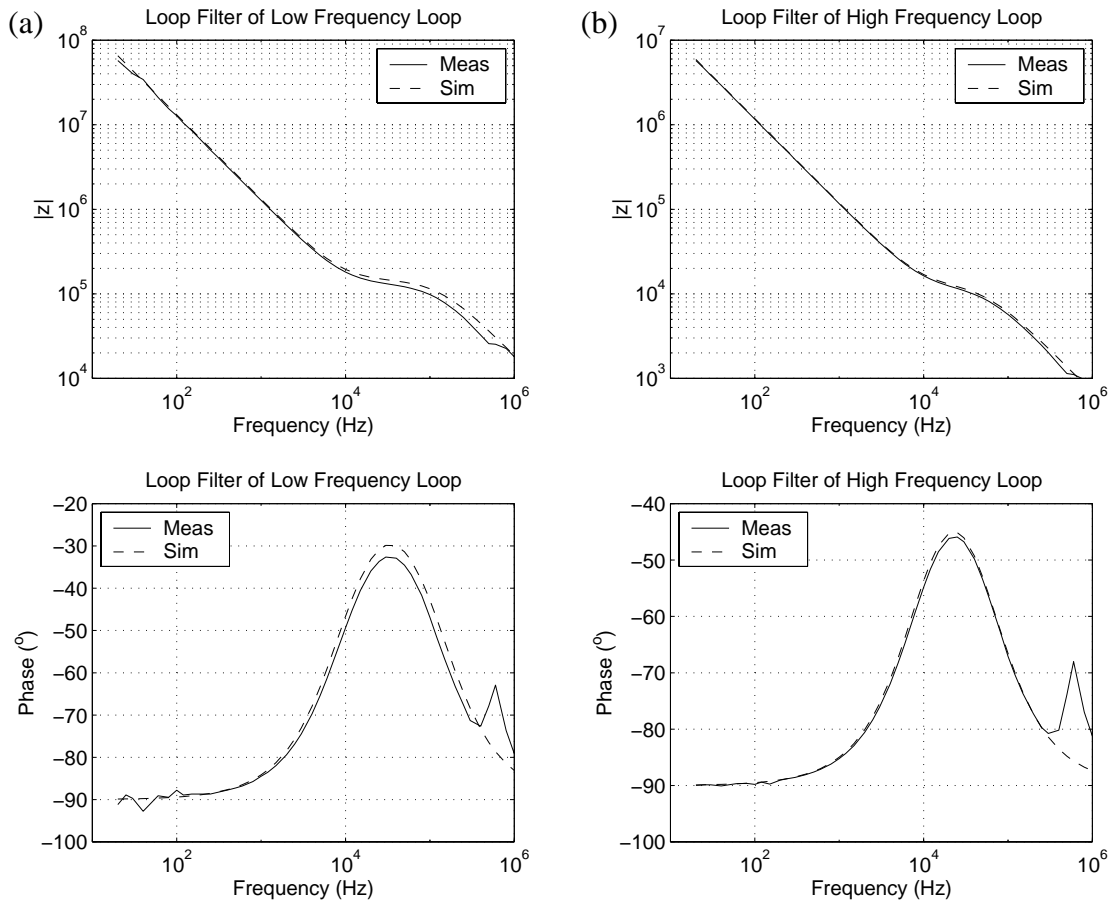 (a)
Loop Filter of Low Frequency Loop
10^8
10^7
10^6
10^5
10^4
|z|
Meas
Sim
10^2
10^4
10^6
Frequency (Hz)
(b)
Loop Filter of High Frequency Loop
10^7
10^6
10^5
10^4
10^3
|z|
Meas
Sim
10^2
10^4
10^6
Frequency (Hz)
Loop Filter of Low Frequency Loop
−20
−30
−40
−50
−60
−70
−80
−90
−100
Phase (°)
Meas
Sim
10^2
10^4
10^6
Frequency (Hz)
Loop Filter of High Frequency Loop
−40
−50
−60
−70
−80
−90
−100
Phase (°)
Meas
Sim
10^2
10^4
10^6
Frequency (Hz)